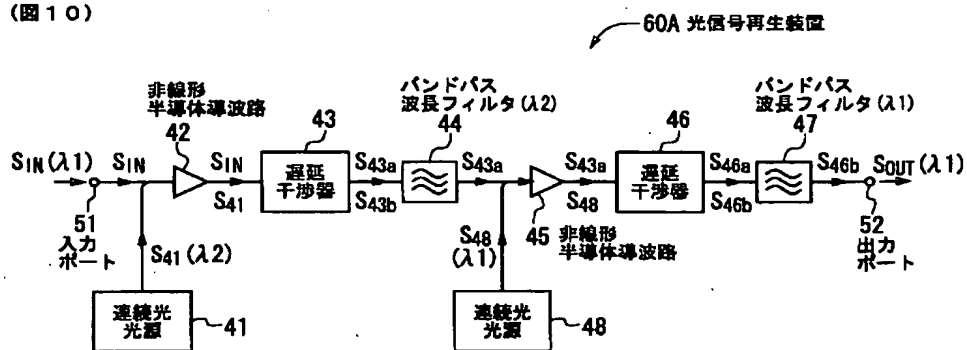 (図10)
60A 光信号再生装置
非線形
半導体導波路
42
43
バンドパス
波長フィルタ(λ2)
44
46
バンドパス
波長フィルタ(λ1)
47
SIN(λ1)
SIN
SIN
S41
遅延
干渉器
S43a
S43b
S43a
S43a
S48
遅延
干渉器
S46a
S46b
S46b
SOUT(λ1)
51
入力
ポート
S41(λ2)
S48
(λ1)
45
非線形
半導体導波路
52
出力
ポート
連続光
光源
41
連続光
光源
48